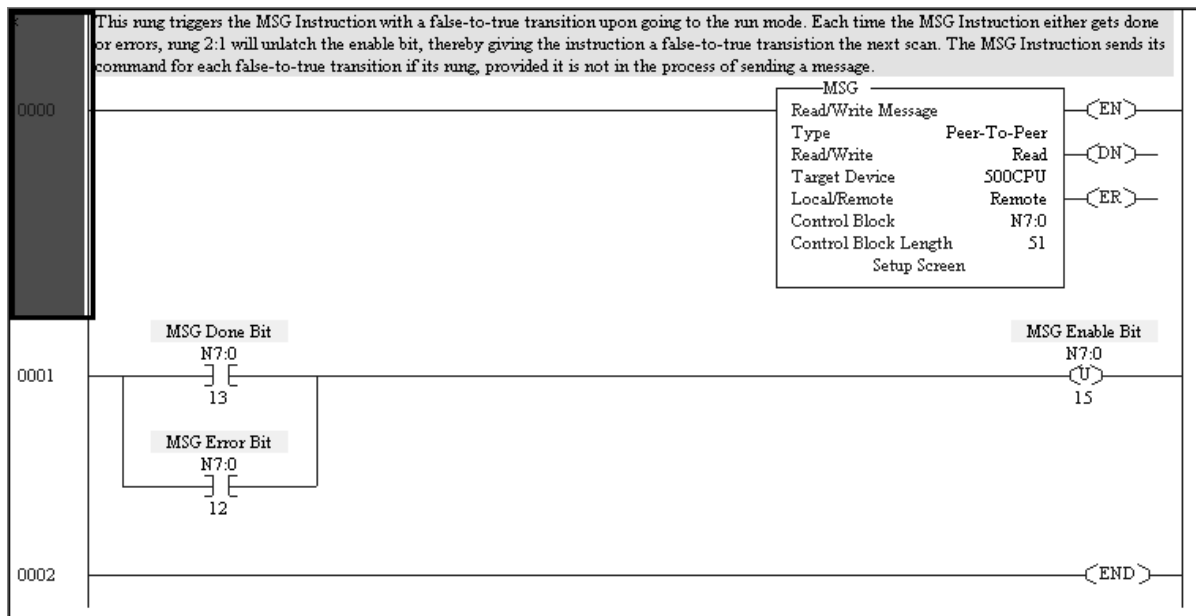 This rung triggers the MSG Instruction with a false-to-true transition upon going to the run mode. Each time the MSG Instruction either gets done
or errors, rung 2:1 will unlatch the enable bit, thereby giving the instruction a false-to-true transistion the next scan. The MSG Instruction sends its
command for each false-to-true transition if its rung, provided it is not in the process of sending a message.
0000
MSG
Read/Write Message
Type Peer-To-Peer
Read/Write Read
Target Device 500CPU
Local/Remote Remote
Control Block N7:0
Control Block Length 51
Setup Screen
EN
DN
ER
0001
MSG Done Bit
N7:0
13
MSG Error Bit
N7:0
12
MSG Enable Bit
N7:0
U
15
0002
END